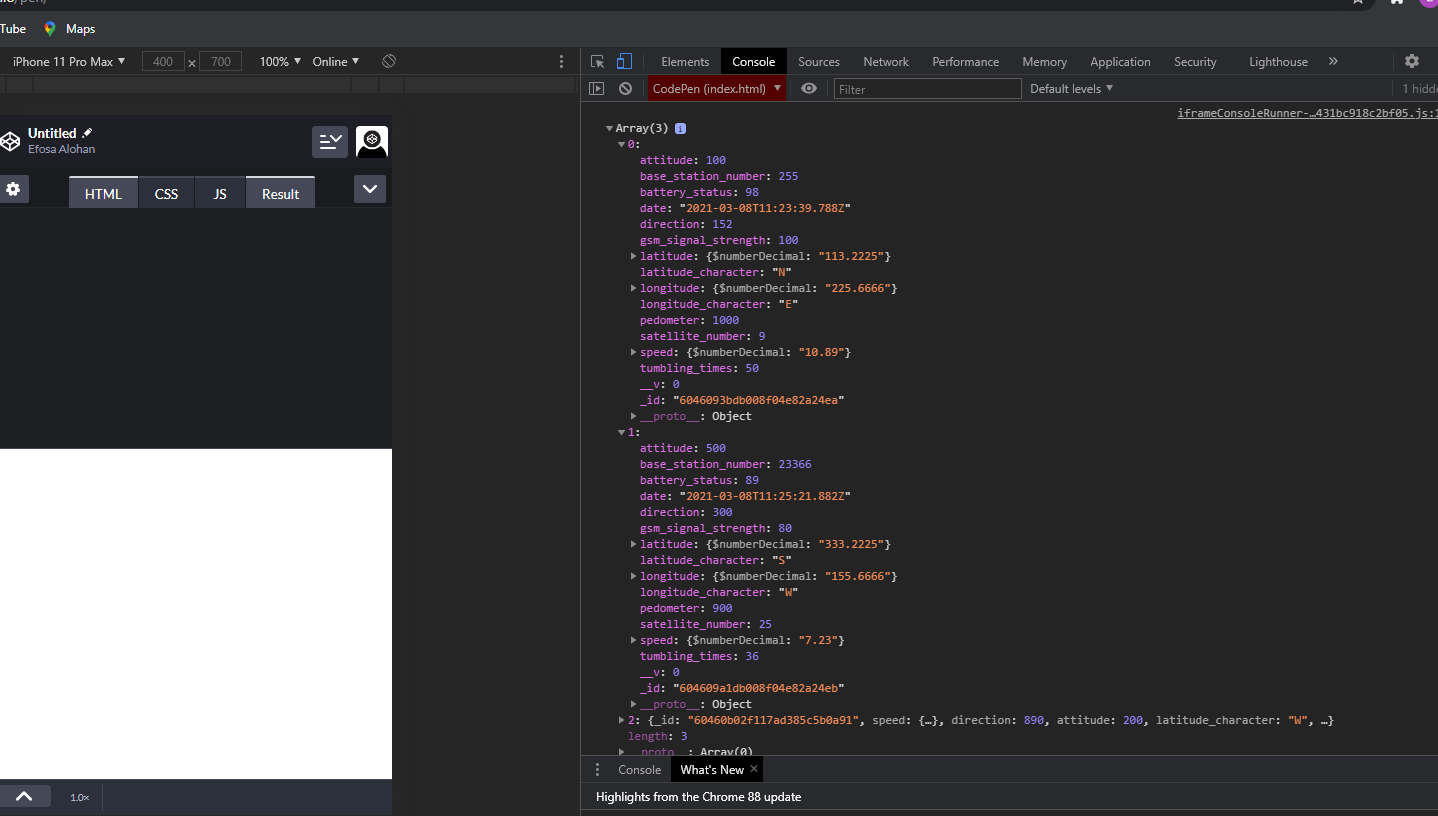 Tube Maps
iPhone 11 Pro Max 400 × 700 100% Online
Elements Console Sources Network Performance Memory Application Security Lighthouse »
CodePen (index.html) Filter Default levels 1 hidd
iframeConsoleRunner-…431bc918c2bf05.js:1
Untitled
Efosa Alohan
HTML CSS JS Result
1.0×
Array(3) i
0:
attitude: 100
base_station_number: 255
battery_status: 98
date: "2021-03-08T11:23:39.788Z"
direction: 152
gsm_signal_strength: 100
latitude: {$numberDecimal: "113.2225"}
latitude_character: "N"
longitude: {$numberDecimal: "225.6666"}
longitude_character: "E"
pedometer: 1000
satellite_number: 9
speed: {$numberDecimal: "10.89"}
tumbling_times: 50
__v: 0
_id: "6046093bdb008f04e82a24ea"
__proto__: Object
1:
attitude: 500
base_station_number: 23366
battery_status: 89
date: "2021-03-08T11:25:21.882Z"
direction: 300
gsm_signal_strength: 80
latitude: {$numberDecimal: "333.2225"}
latitude_character: "S"
longitude: {$numberDecimal: "155.6666"}
longitude_character: "W"
pedometer: 900
satellite_number: 25
speed: {$numberDecimal: "7.23"}
tumbling_times: 36
__v: 0
_id: "604609a1db008f04e82a24eb"
__proto__: Object
2: {_id: "60460b02f117ad385c5b0a91", speed: {…}, direction: 890, attitude: 200, latitude_character: "W", …}
length: 3
__proto__: Array(0)
Console What's New ×
Highlights from the Chrome 88 update